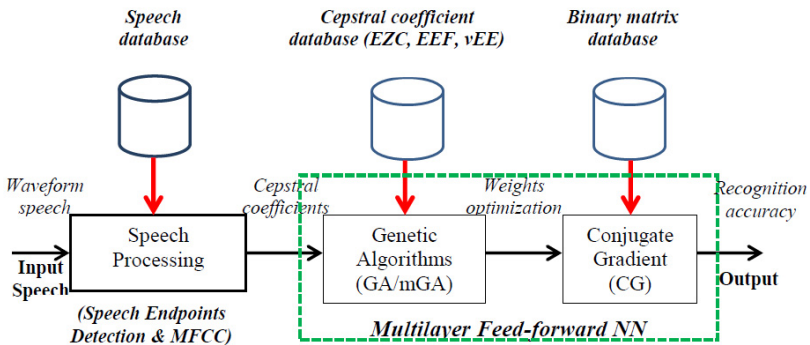 Speech
database
Cepstral coefficient
database (EZC, EEF, vEE)
Binary matrix
database
Waveform
speech
Cepstral
coefficients
Weights
optimization
Recognition
accuracy
Input
Speech
Speech
Processing
Genetic
Algorithms
(GA/mGA)
Conjugate
Gradient
(CG)
Output
(Speech Endpoints
Detection & MFCC)
Multilayer Feed-forward NN